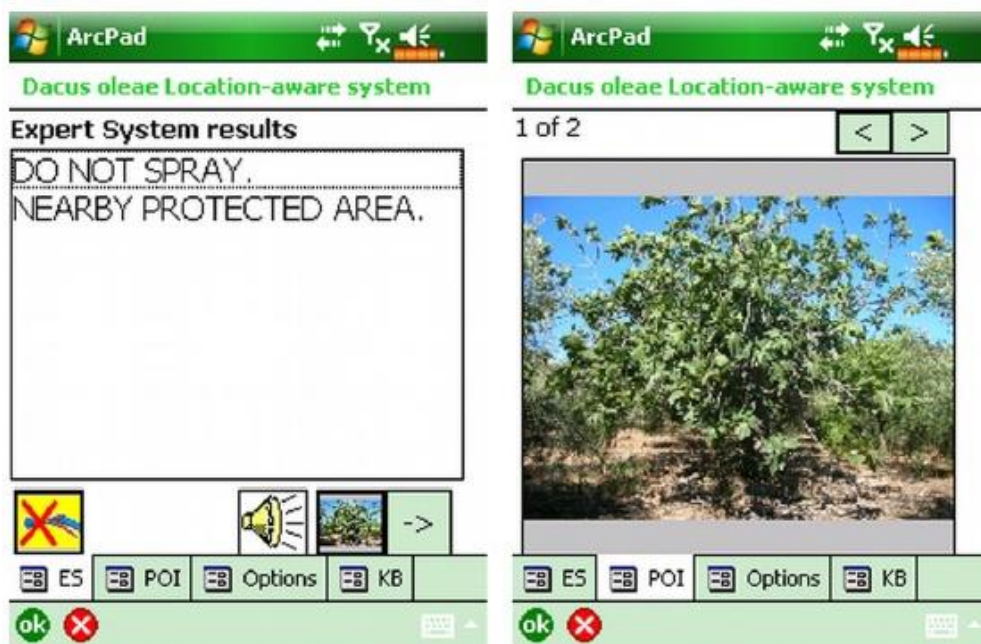 ArcPad
Dacus oleae Location-aware system
Expert System results
DO NOT SPRAY.
NEARBY PROTECTED AREA.
->
ES POI Options KB
ok
ArcPad
Dacus oleae Location-aware system
1 of 2 < >
ES POI Options KB
ok